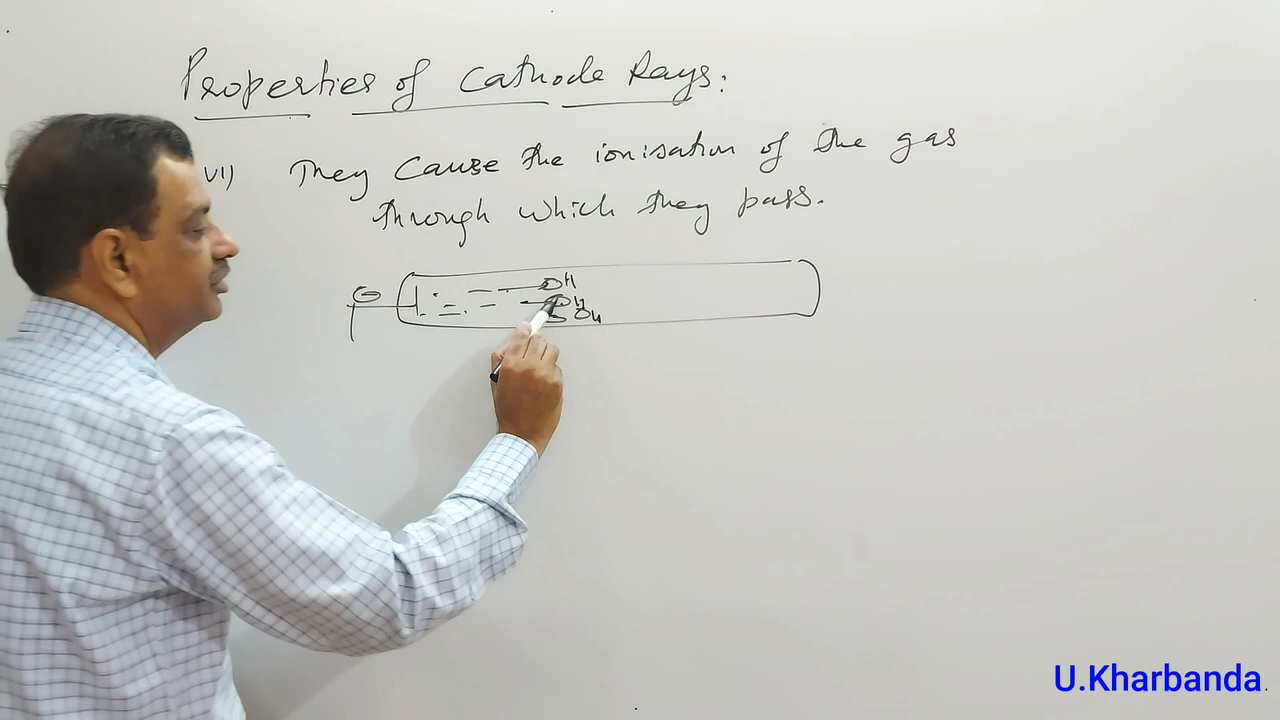 Properties of Cathode Rays:
VI) They Cause the ionisation of the gas
through which they pass.
H
H
H
U.Kharbanda